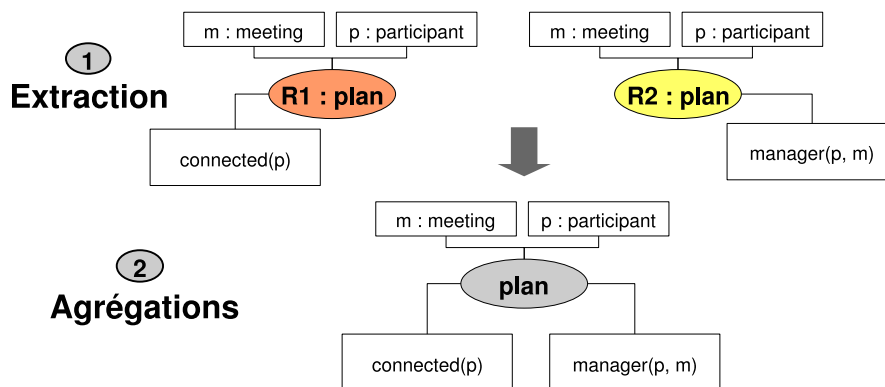 m : meeting
p : participant
m : meeting
p : participant
1
Extraction
R1 : plan
R2 : plan
connected(p)
manager(p, m)
m : meeting
p : participant
2
Agrégations
plan
connected(p)
manager(p, m)